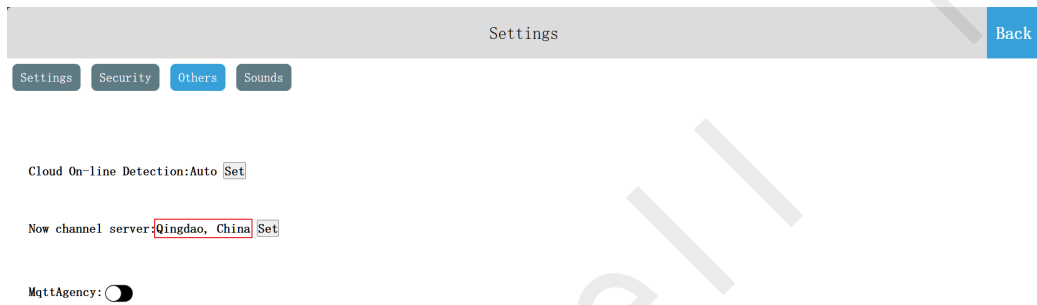 Settings
Back
Settings Security Others Sounds
Cloud On-line Detection:Auto Set
Now channel server:Qingdao, China Set
MqttAgency: